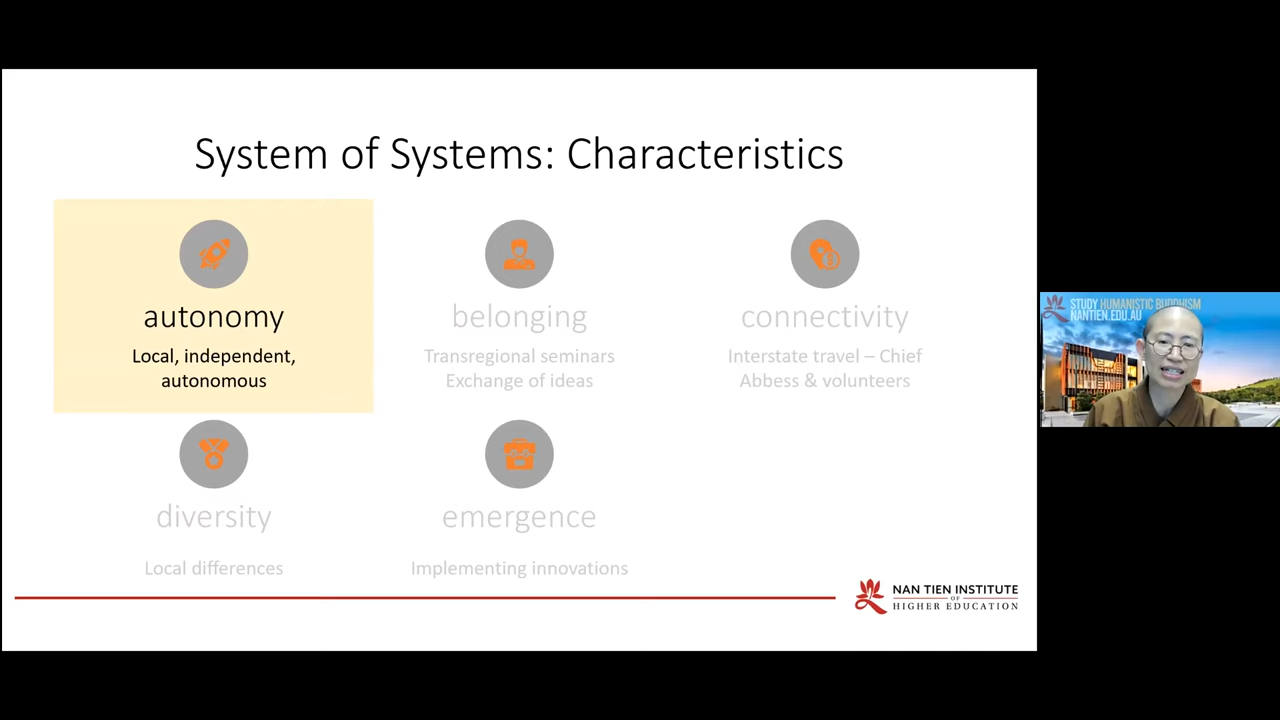 System of Systems: Characteristics
autonomy
Local, independent,
autonomous
belonging
Transregional seminars
Exchange of ideas
connectivity
Interstate travel – Chief
Abbess & volunteers
diversity
Local differences
emergence
Implementing innovations
NAN TIEN INSTITUTE
OF
HIGHER EDUCATION
STUDY HUMANISTIC BUDDHISM
NANTIEN.EDU.AU